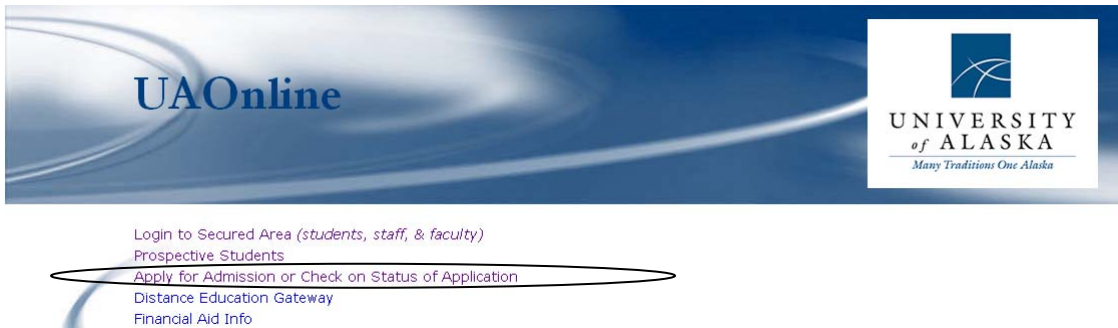 UAOnline
UNIVERSITY
of ALASKA
Many Traditions One Alaska
Login to Secured Area (students, staff, & faculty)
Prospective Students
Apply for Admission or Check on Status of Application
Distance Education Gateway
Financial Aid Info